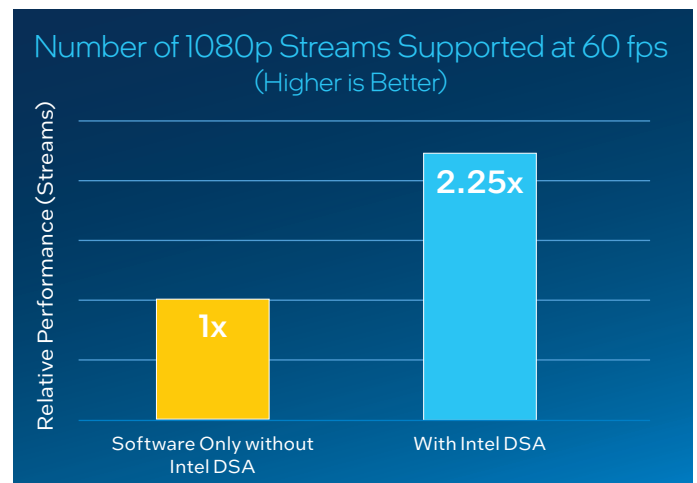 Number of 1080p Streams Supported at 60 fps
(Higher is Better)
Relative Performance (Streams)
1x
2.25x
Software Only without
Intel DSA
With Intel DSA